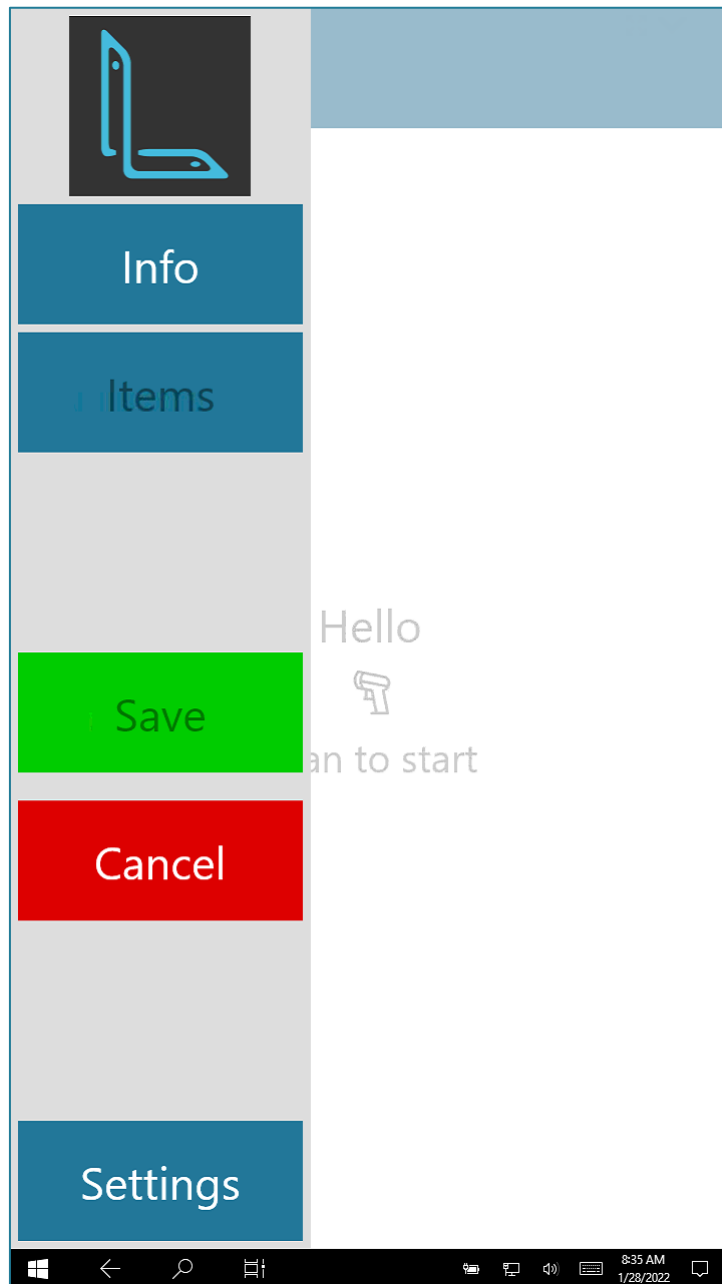 Info
Items
Hello
Save
an to start
Cancel
Settings
8:35 AM
1/28/2022